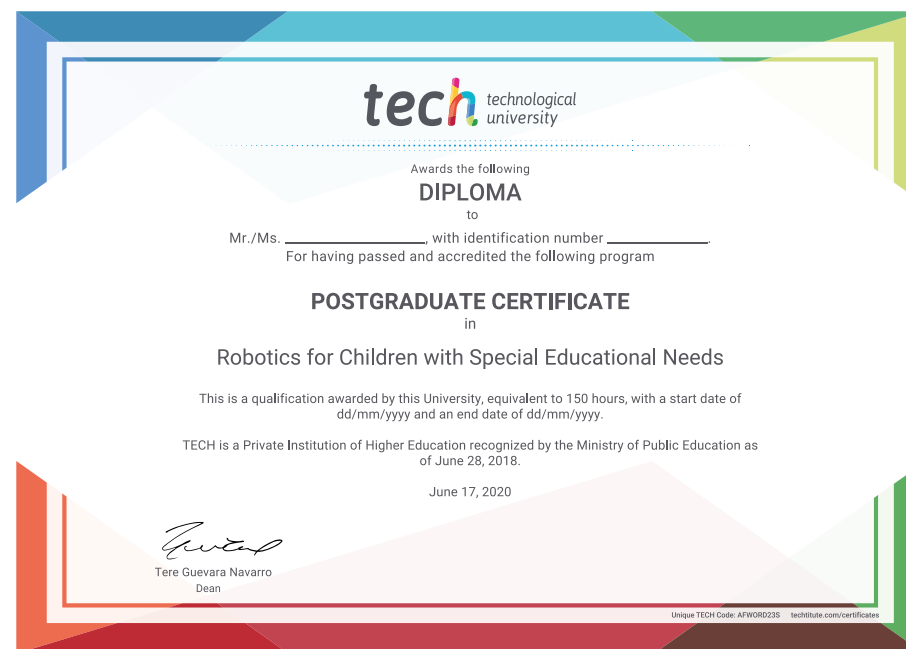 tech technological
university
Awards the following
DIPLOMA
to
Mr./Ms. ____________________, with identification number ______________.
For having passed and accredited the following program
POSTGRADUATE CERTIFICATE
in
Robotics for Children with Special Educational Needs
This is a qualification awarded by this University, equivalent to 150 hours, with a start date of
dd/mm/yyyy and an end date of dd/mm/yyyy.
TECH is a Private Institution of Higher Education recognized by the Ministry of Public Education as
of June 28, 2018.
June 17, 2020
Tere Guevara Navarro
Dean
Unique TECH Code: AFWORD23S techtitute.com/certificates